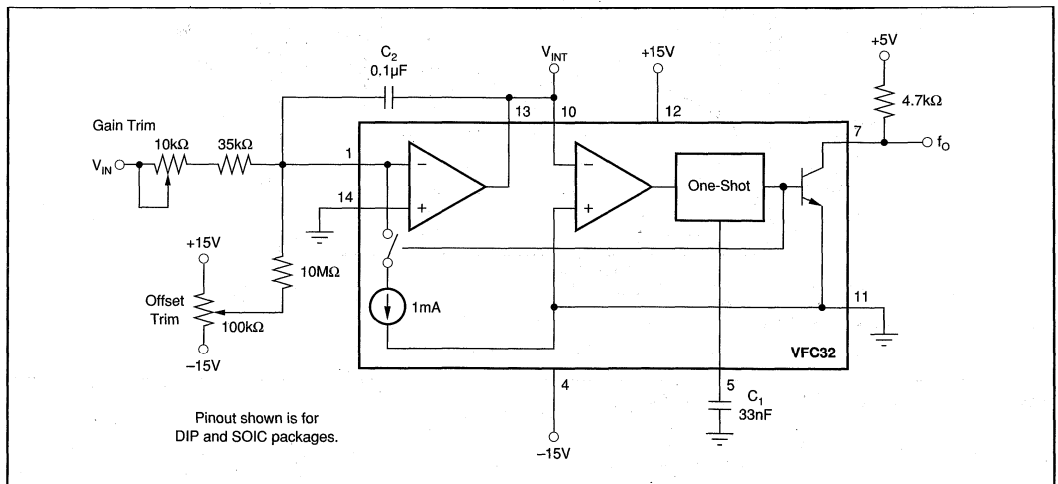 C2
0.1µF
VINT
+15V
+5V
4.7kΩ
13
10
12
7
fO
Gain Trim
10kΩ
35kΩ
VIN
1
14
One-Shot
+15V
10MΩ
Offset
Trim
100kΩ
–15V
1mA
11
VFC32
4
5
C1
33nF
–15V
Pinout shown is for
DIP and SOIC packages.